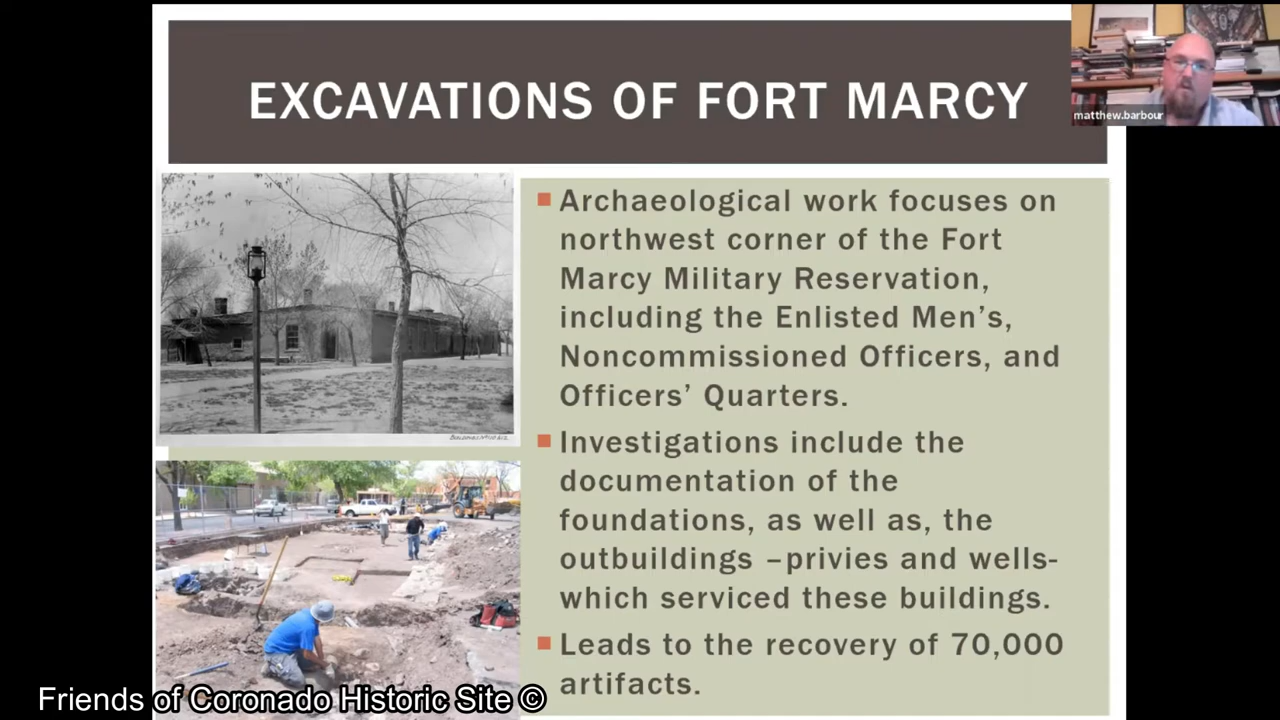 EXCAVATIONS OF FORT MARCY
matthew.barbour
■ Archaeological work focuses on
northwest corner of the Fort
Marcy Military Reservation,
including the Enlisted Men’s,
Noncommissioned Officers, and
Officers’ Quarters.
■ Investigations include the
documentation of the
foundations, as well as, the
outbuildings –privies and wells-
which serviced these buildings.
■ Leads to the recovery of 70,000
artifacts.
Friends of Coronado Historic Site ©